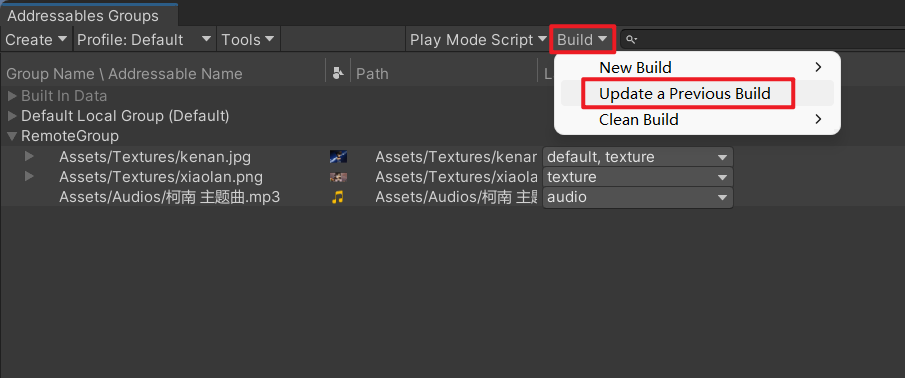 Addressables Groups
Create Profile: Default Tools Play Mode Script Build
Group Name \ Addressable Name Path L
New Build
Built In Data
Update a Previous Build
Default Local Group (Default)
Clean Build
RemoteGroup
Assets/Textures/kenan.jpg Assets/Textures/kenar default, texture
Assets/Textures/xiaolan.png Assets/Textures/xiaola texture
Assets/Audios/柯南 主题曲.mp3 Assets/Audios/柯南 主题 audio